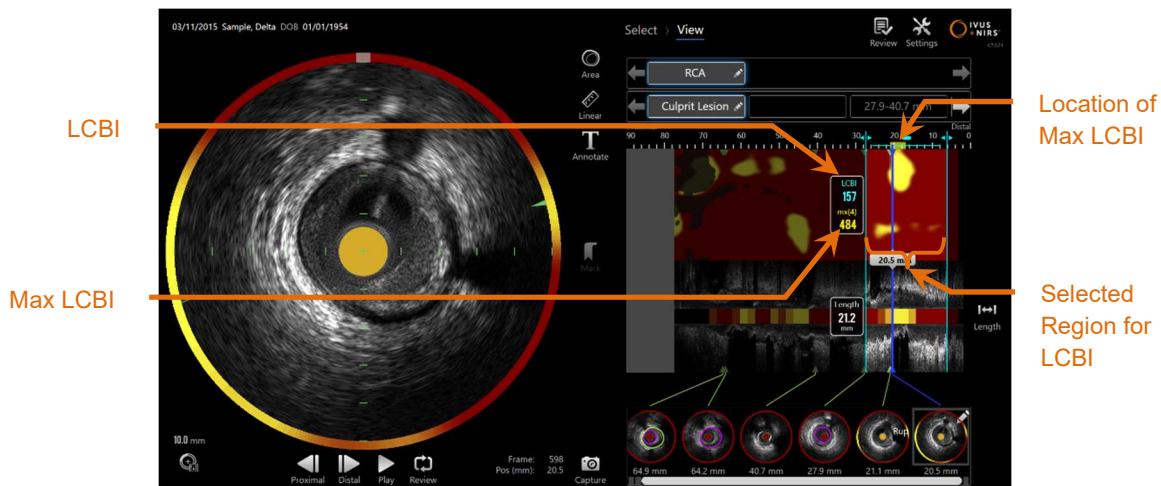 03/11/2015 Sample, Delta DOB 01/01/1954
Select > View
Review
Settings
IVUS
+NIRS
Area
Linear
Annotate
Mark
RCA
Culprit Lesion
27.9-40.7 mm
Distal
90 80 70 60 40 30 20 10 0
LCBI
157
mx(4)
484
20.5 mm
Length
21.2
mm
Length
Rup
64.9 mm 64.2 mm 40.7 mm 27.9 mm 21.1 mm 20.5 mm
10.0 mm
Proximal Distal Play Review
Frame: 598
Pos (mm): 20.5
Capture
LCBI
Max LCBI
Location of
Max LCBI
Selected
Region for
LCBI